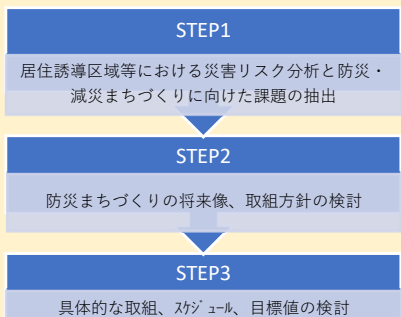 STEP1
居住誘導区域等における災害リスク分析と防災・
減災まちづくりに向けた課題の抽出
STEP2
防災まちづくりの将来像、取組方針の検討
STEP3
具体的な取組、ｽｹｼﾞｭｰﾙ、目標値の検討